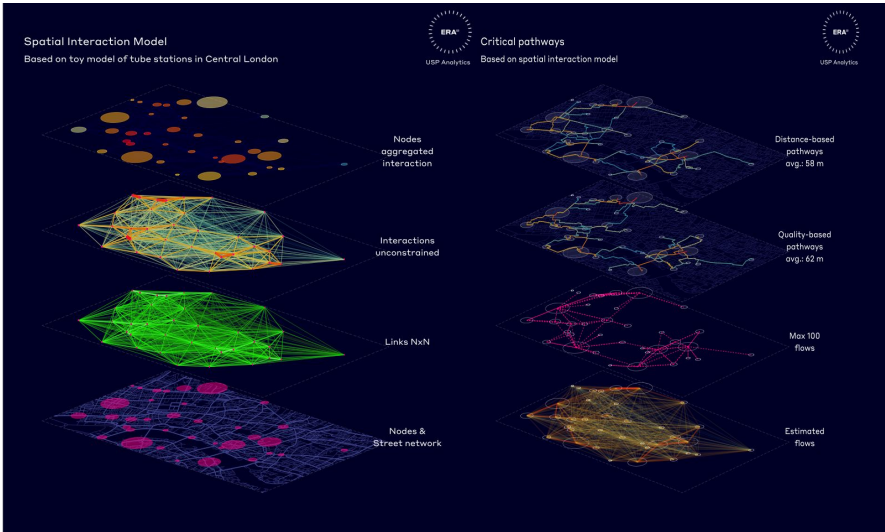 Spatial Interaction Model
Based on toy model of tube stations in Central London
ERA
USP Analytics
Nodes
aggregated
interaction
Interactions
unconstrained
Links NxN
Nodes &
Street network
Critical pathways
Based on spatial interaction model
ERA
USP Analytics
Distance-based
pathways
avg.: 58 m
Quality-based
pathways
avg.: 62 m
Max 100
flows
Estimated
flows